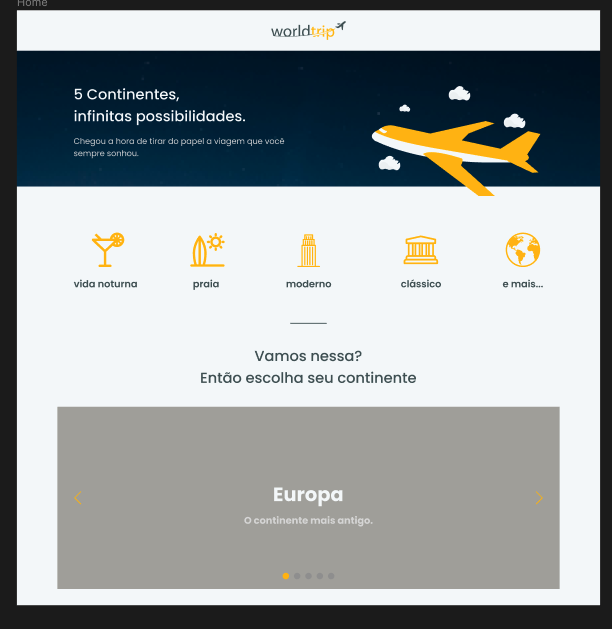 Home
worldtrip
5 Continentes,
infinitas possibilidades.
Chegou a hora de tirar do papel a viagem que você
sempre sonhou.
vida noturna
praia
moderno
clássico
e mais...
Vamos nessa?
Então escolha seu continente
Europa
O continente mais antigo.